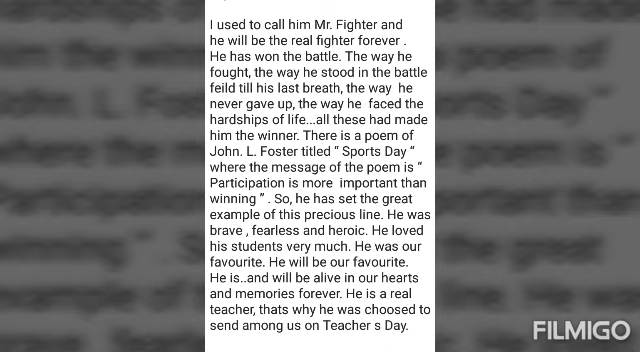 I used to call him Mr. Fighter and
he will be the real fighter forever .
He has won the battle. The way he
fought, the way he stood in the battle
feild till his last breath, the way  he
never gave up, the way he  faced the
hardships of life...all these had made
him the winner. There is a poem of
John. L. Foster titled “ Sports Day “
where the message of the poem is “
Participation is more  important than
winning ” . So, he has set the great
example of this precious line. He was
brave , fearless and heroic. He loved
his students very much. He was our
favourite. He will be our favourite.
He is..and will be alive in our hearts
and memories forever. He is a real
teacher, thats why he was choosed to
send among us on Teacher s Day.
FILMIGO